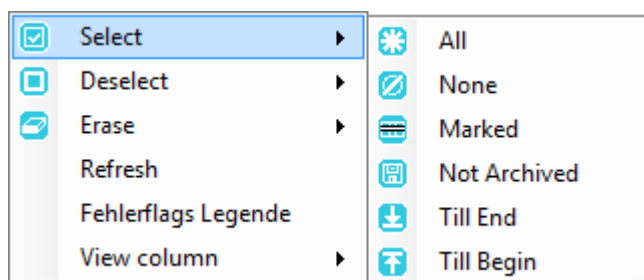 Select
Deselect
Erase
Refresh
Fehlerflags Legende
View column
All
None
Marked
Not Archived
Till End
Till Begin